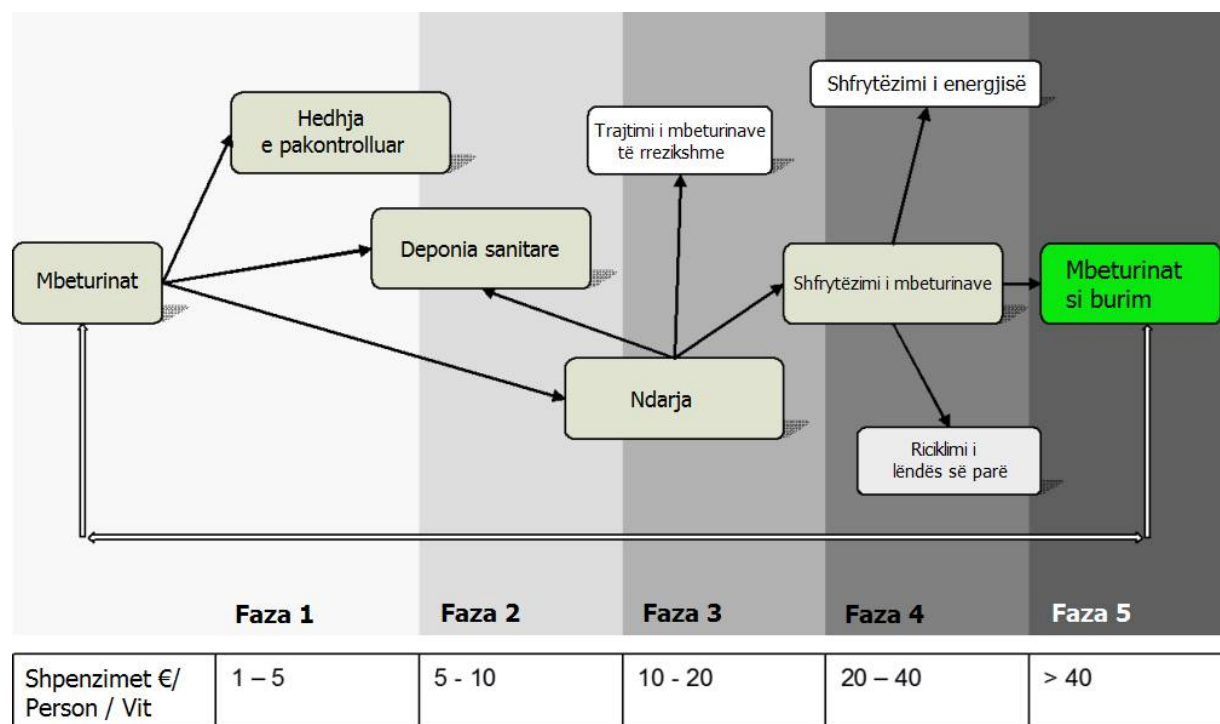 Shfrytëzimi i energjisë
Hedhja
e pakontrolluar
Trajtimi i mbeturinave
të rrezikshme
Mbeturinat
Deponia sanitare
Shfrytëzimi i mbeturinave
Mbeturinat
si burim
Ndarja
Riciklimi i
lëndës së parë
Faza 1
Faza 2
Faza 3
Faza 4
Faza 5
Shpenzimet €/
Person / Vit
1 – 5
5 - 10
10 - 20
20 – 40
> 40